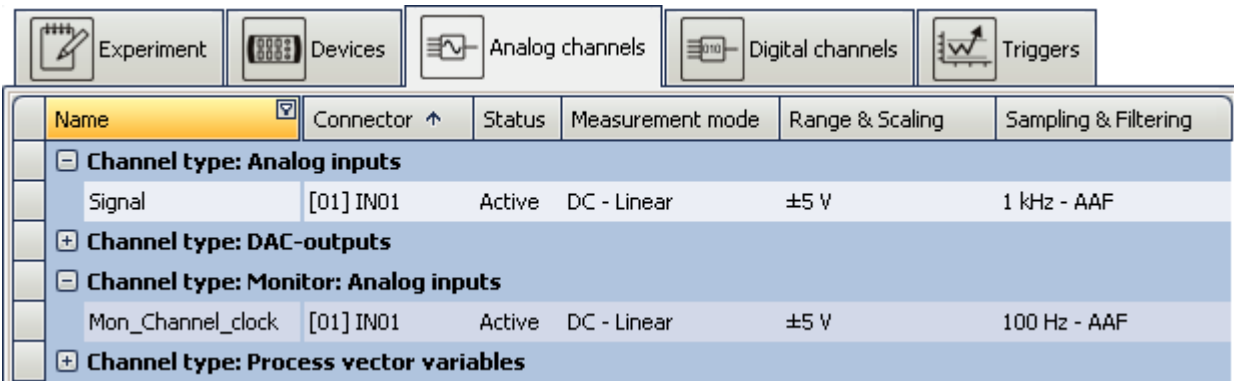 Experiment Devices Analog channels Digital channels Triggers
Name Connector Status Measurement mode Range & Scaling Sampling & Filtering
Channel type: Analog inputs
Signal [01] IN01 Active DC - Linear ±5 V 1 kHz - AAF
Channel type: DAC-outputs
Channel type: Monitor: Analog inputs
Mon_Channel_clock [01] IN01 Active DC - Linear ±5 V 100 Hz - AAF
Channel type: Process vector variables